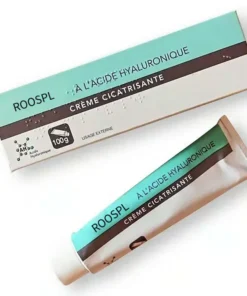 ROOSPL
À L'ACIDE HYALURONIQUE
CRÈME CICATRISANTE
100g
USAGE EXTERNE
ROOSPL
À L'ACIDE HYALURONIQUE
CRÈME CICATRISANTE